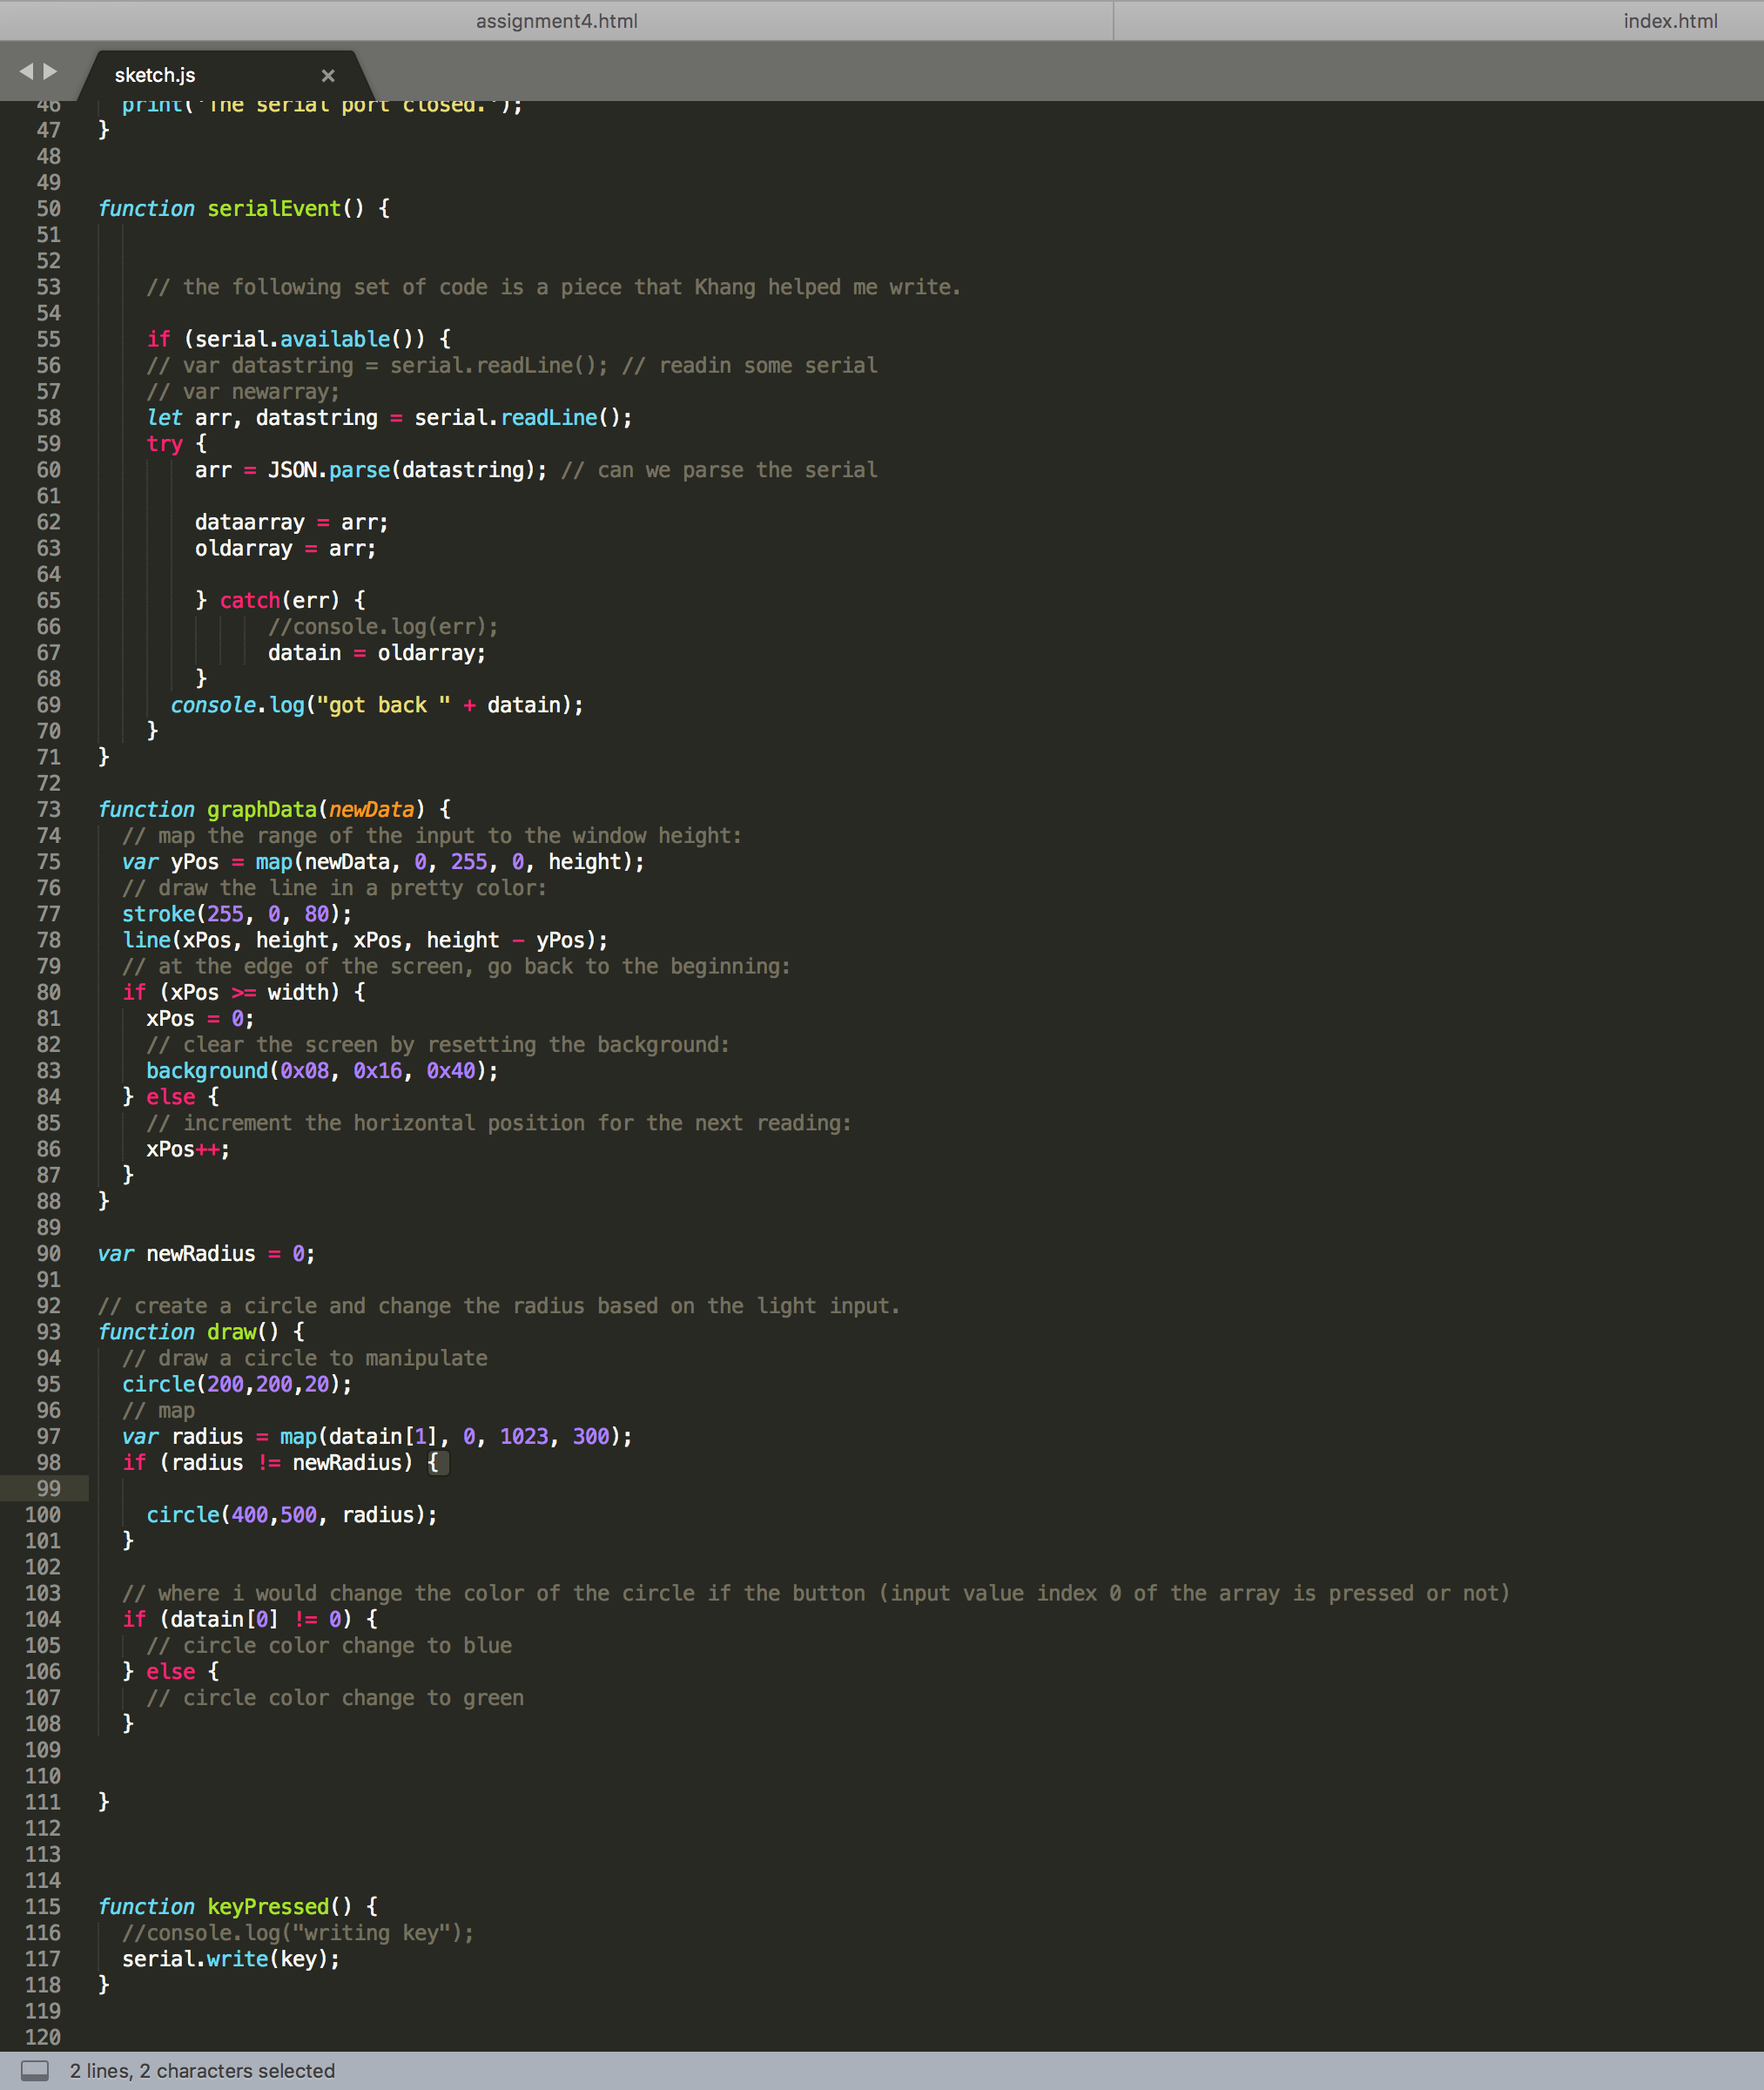 assignment4.html
index.html
sketch.js ×
46 print('The serial port closed.');
47 }
48
49
50 function serialEvent() {
51
52
53 // the following set of code is a piece that Khang helped me write.
54
55 if (serial.available()) {
56 // var datastring = serial.readLine(); // readin some serial
57 // var newarray;
58 let arr, datastring = serial.readLine();
59 try {
60 arr = JSON.parse(datastring); // can we parse the serial
61
62 dataarray = arr;
63 oldarray = arr;
64
65 } catch(err) {
66 //console.log(err);
67 datain = oldarray;
68 }
69 console.log("got back " + datain);
70 }
71 }
72
73 function graphData(newData) {
74 // map the range of the input to the window height:
75 var yPos = map(newData, 0, 255, 0, height);
76 // draw the line in a pretty color:
77 stroke(255, 0, 80);
78 line(xPos, height, xPos, height - yPos);
79 // at the edge of the screen, go back to the beginning:
80 if (xPos >= width) {
81 xPos = 0;
82 // clear the screen by resetting the background:
83 background(0x08, 0x16, 0x40);
84 } else {
85 // increment the horizontal position for the next reading:
86 xPos++;
87 }
88 }
89
90 var newRadius = 0;
91
92 // create a circle and change the radius based on the light input.
93 function draw() {
94 // draw a circle to manipulate
95 circle(200,200,20);
96 // map
97 var radius = map(datain[1], 0, 1023, 300);
98 if (radius != newRadius) {
99
100 circle(400,500, radius);
101 }
102
103 // where i would change the color of the circle if the button (input value index 0 of the array is pressed or not)
104 if (datain[0] != 0) {
105 // circle color change to blue
106 } else {
107 // circle color change to green
108 }
109
110
111 }
112
113
114
115 function keyPressed() {
116 //console.log("writing key");
117 serial.write(key);
118 }
119
120
2 lines, 2 characters selected